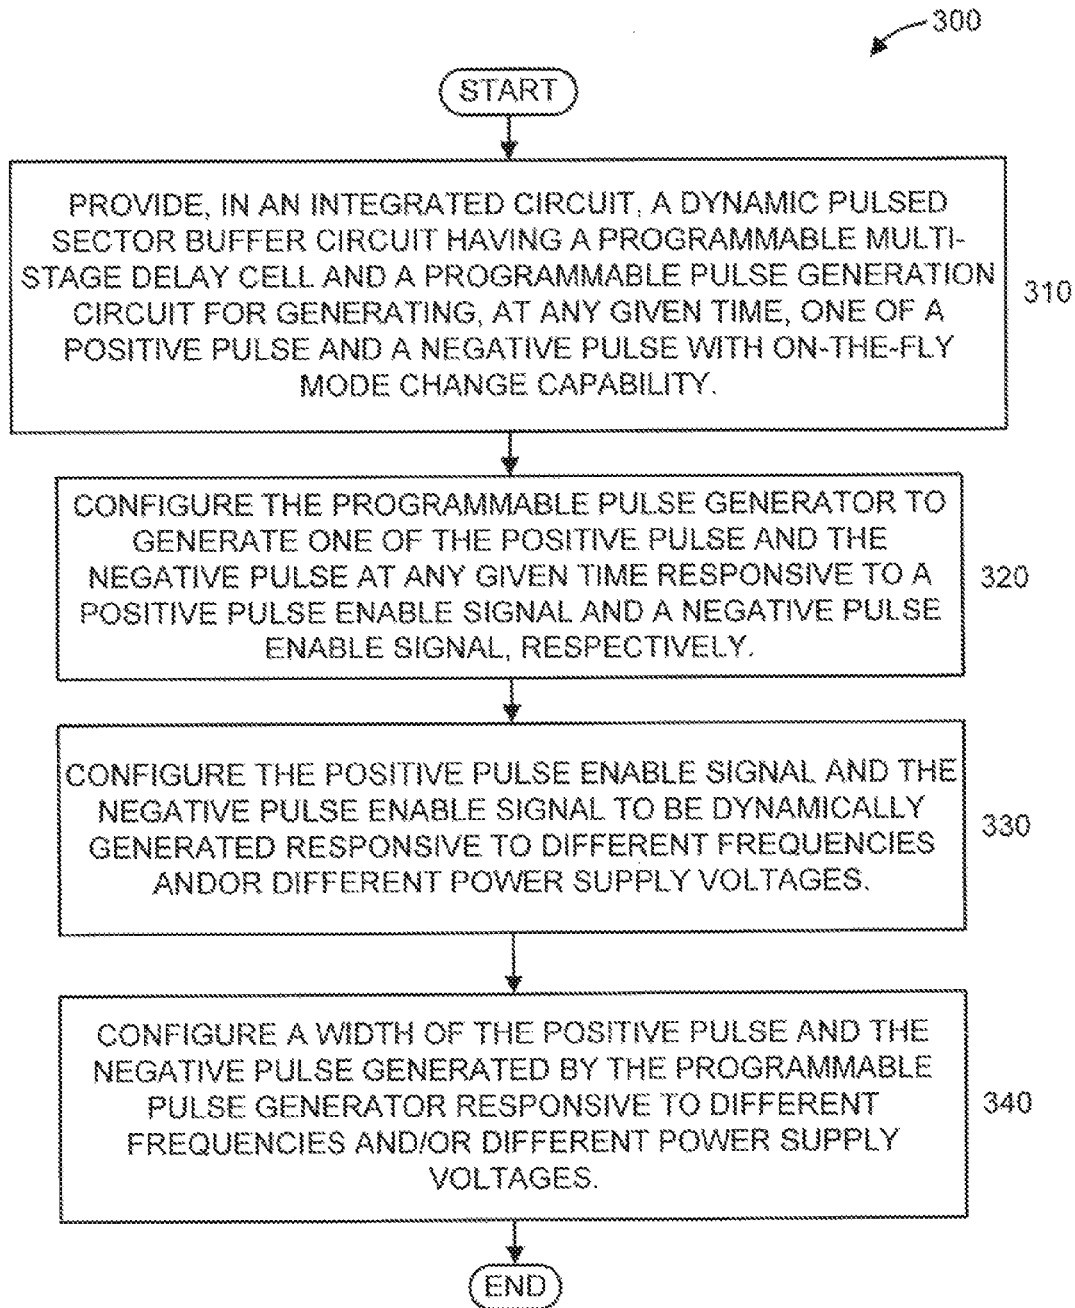 300
START
PROVIDE, IN AN INTEGRATED CIRCUIT, A DYNAMIC PULSED
SECTOR BUFFER CIRCUIT HAVING A PROGRAMMABLE MULTI-
STAGE DELAY CELL AND A PROGRAMMABLE PULSE GENERATION
CIRCUIT FOR GENERATING, AT ANY GIVEN TIME, ONE OF A
POSITIVE PULSE AND A NEGATIVE PULSE WITH ON-THE-FLY
MODE CHANGE CAPABILITY.
310
CONFIGURE THE PROGRAMMABLE PULSE GENERATOR TO
GENERATE ONE OF THE POSITIVE PULSE AND THE
NEGATIVE PULSE AT ANY GIVEN TIME RESPONSIVE TO A
POSITIVE PULSE ENABLE SIGNAL AND A NEGATIVE PULSE
ENABLE SIGNAL, RESPECTIVELY.
320
CONFIGURE THE POSITIVE PULSE ENABLE SIGNAL AND THE
NEGATIVE PULSE ENABLE SIGNAL TO BE DYNAMICALLY
GENERATED RESPONSIVE TO DIFFERENT FREQUENCIES
ANDOR DIFFERENT POWER SUPPLY VOLTAGES.
330
CONFIGURE A WIDTH OF THE POSITIVE PULSE AND THE
NEGATIVE PULSE GENERATED BY THE PROGRAMMABLE
PULSE GENERATOR RESPONSIVE TO DIFFERENT
FREQUENCIES AND/OR DIFFERENT POWER SUPPLY
VOLTAGES.
340
END